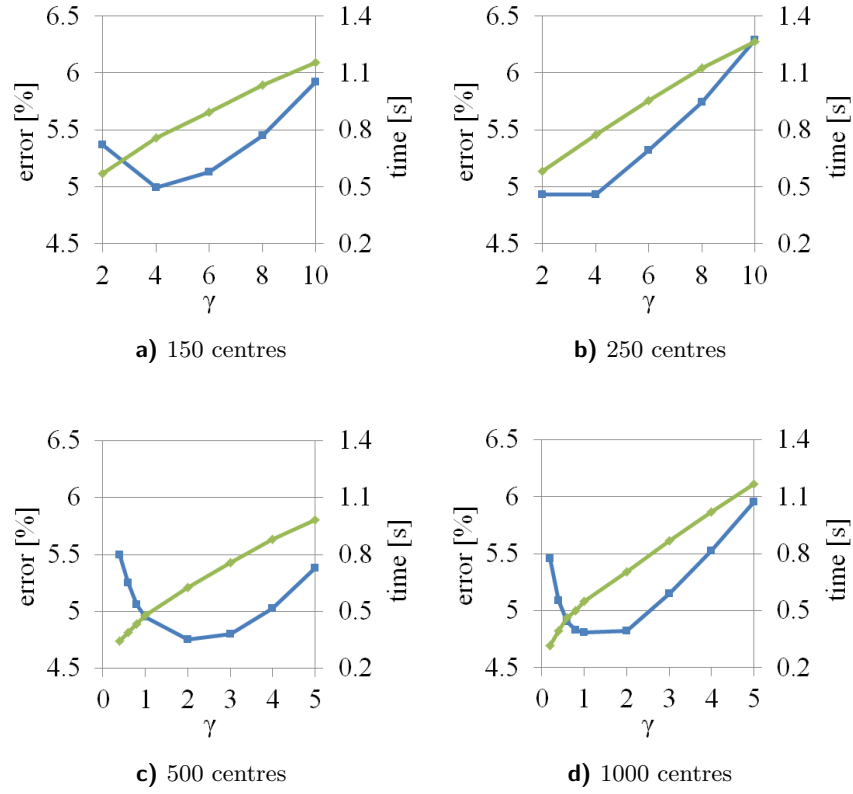 6.5 1.4
6 1.1
5.5 0.8
5 0.5
4.5 0.2
error [%]
time [s]
2 4 6 8 10
γ
a) 150 centres
6.5 1.4
6 1.1
5.5 0.8
5 0.5
4.5 0.2
error [%]
time [s]
2 4 6 8 10
γ
b) 250 centres
6.5 1.4
6 1.1
5.5 0.8
5 0.5
4.5 0.2
error [%]
time [s]
0 1 2 3 4 5
γ
c) 500 centres
6.5 1.4
6 1.1
5.5 0.8
5 0.5
4.5 0.2
error [%]
time [s]
0 1 2 3 4 5
γ
d) 1000 centres